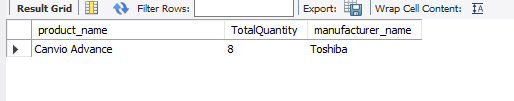 Result Grid Filter Rows: Export: Wrap Cell Content:
product_name TotalQuantity manufacturer_name
Canvio Advance 8 Toshiba